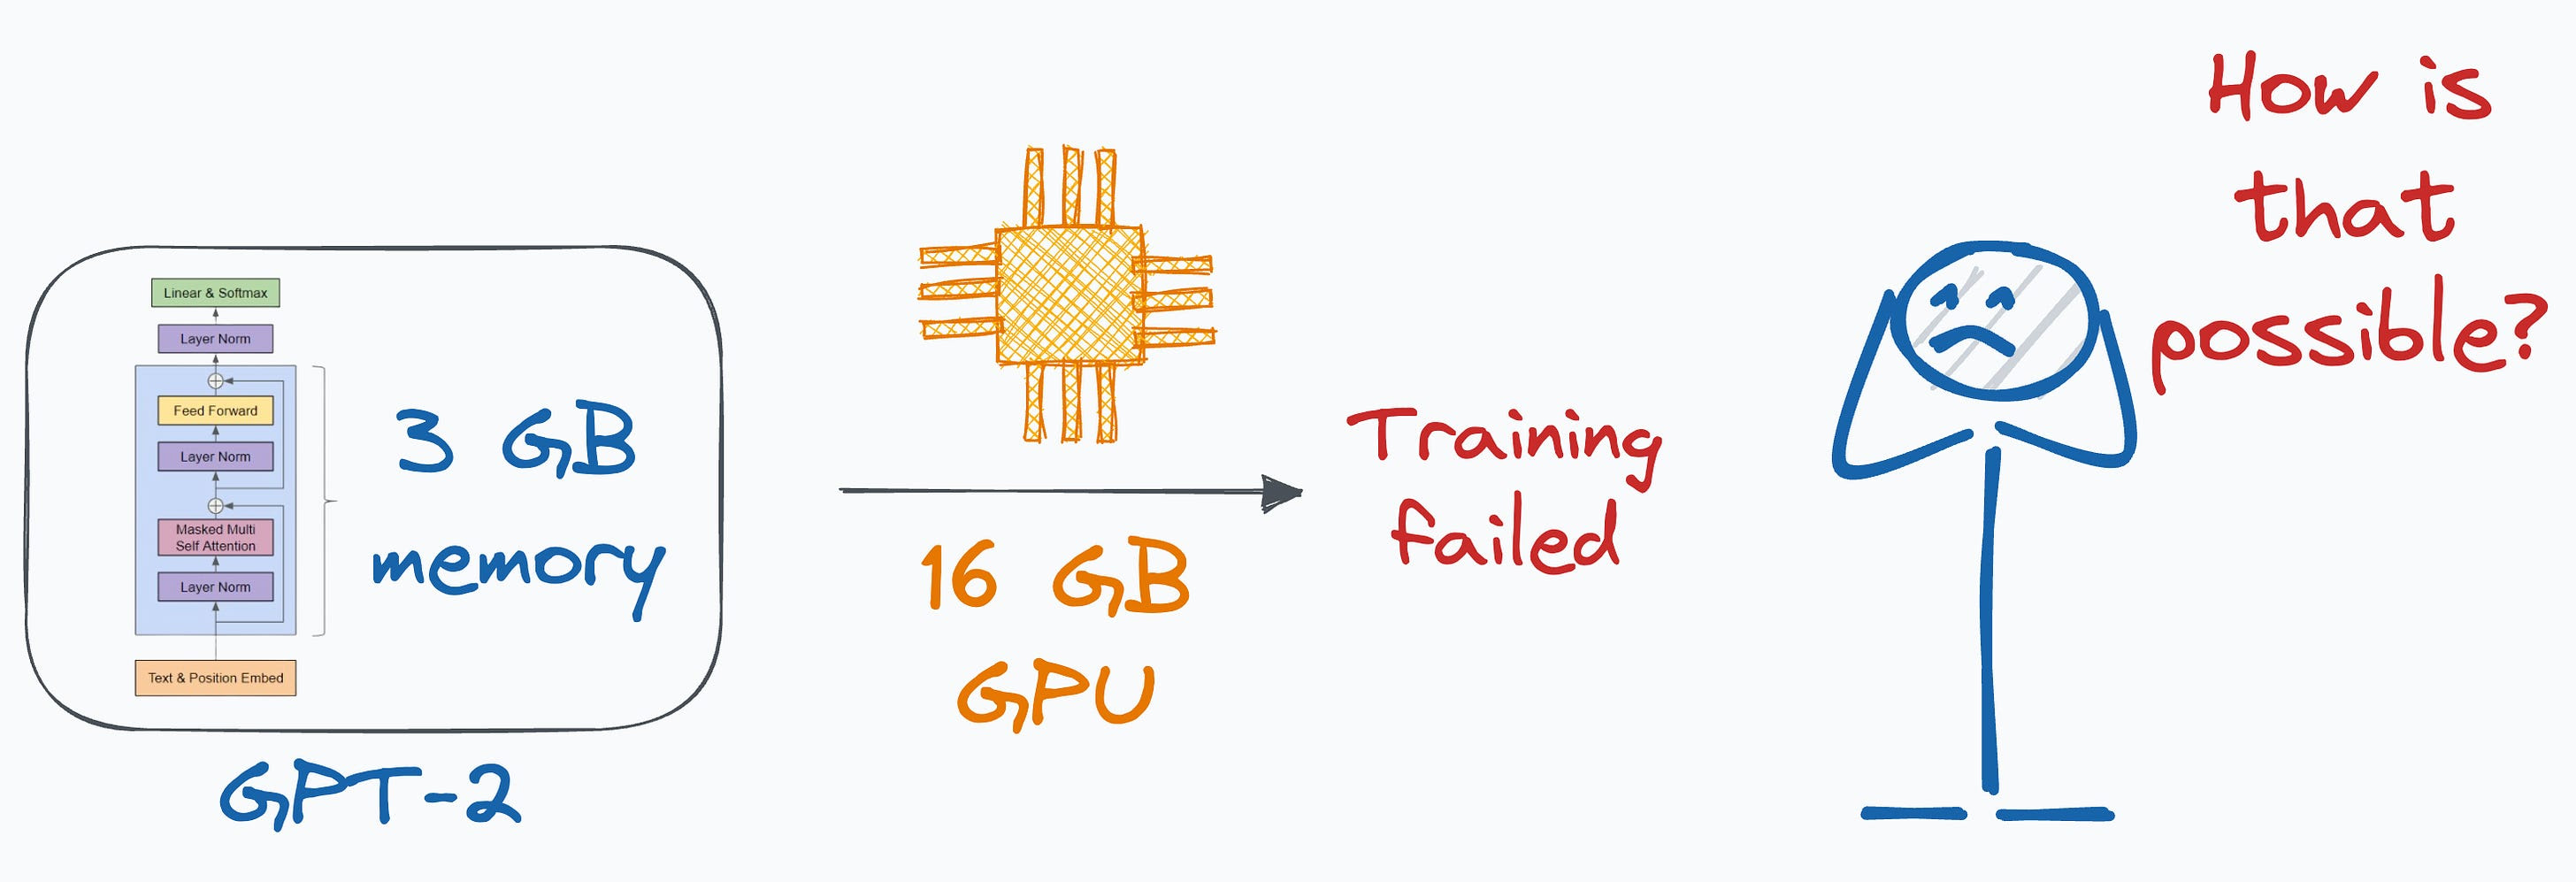 Linear & Softmax
Layer Norm
Feed Forward
Layer Norm
Masked Multi
Self Attention
Layer Norm
Text & Position Embed
3 GB
memory
GPT-2
16 GB
GPU
Training
failed
How is
that
possible?